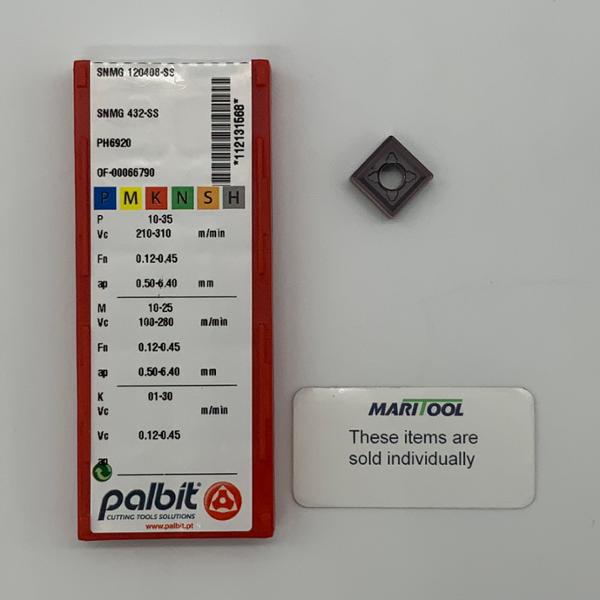 SNMG 120408-SS
SNMG 432-SS
PH6920
OF-00066790
*112131568*
P M K N S H
P 10-35
Vc 210-310 m/min
Fn 0.12-0.45
ap 0.50-6.40 mm
M 10-25
Vc 100-280 m/min
Fn 0.12-0.45
ap 0.50-6.40 mm
K 01-30
Vc m/min
Vc 0.12-0.45
ap
palbit®
CUTTING TOOLS SOLUTIONS
www.palbit.pt
MARITOOL
These items are
sold individually